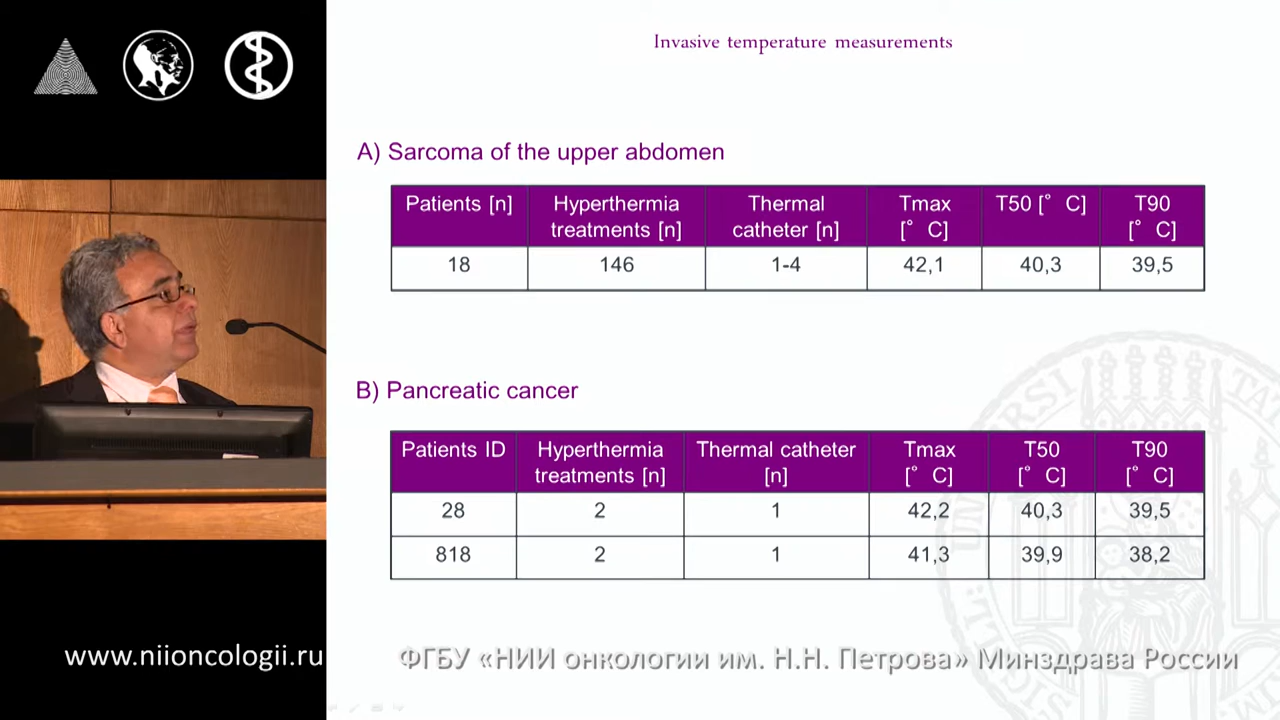 Invasive temperature measurements
A) Sarcoma of the upper abdomen
Patients [n] Hyperthermia treatments [n] Thermal catheter [n] Tmax [° C] T50 [° C] T90 [° C]
18 146 1-4 42,1 40,3 39,5
B) Pancreatic cancer
Patients ID Hyperthermia treatments [n] Thermal catheter [n] Tmax [° C] T50 [° C] T90 [° C]
28 2 1 42,2 40,3 39,5
818 2 1 41,3 39,9 38,2
www.niioncologii.ru
ФГБУ «НИИ онкологии им. Н.Н. Петрова» Минздрава России